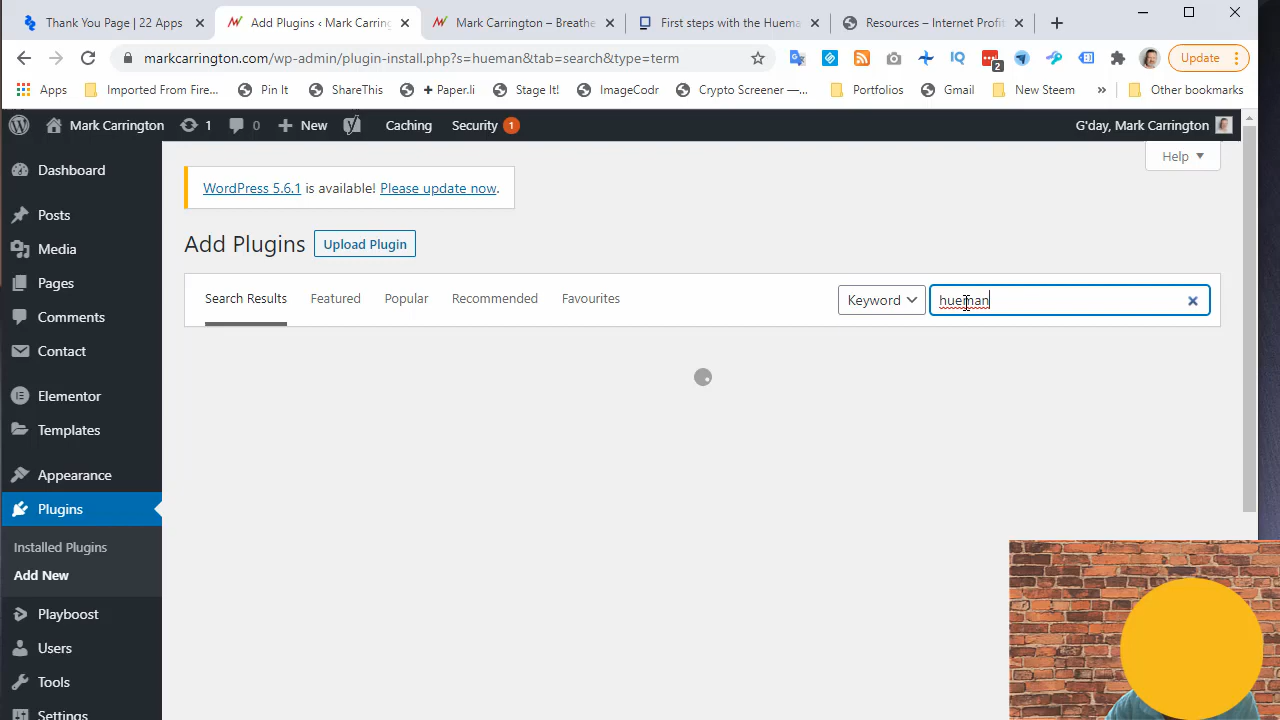 Thank You Page | 22 Apps
Add Plugins ‹ Mark Carring
Mark Carrington – Breathe
First steps with the Huema
Resources – Internet Profit
markcarrington.com/wp-admin/plugin-install.php?s=hueman&tab=search&type=term
2
Update
Apps
Imported From Fire...
Pin It
ShareThis
+ Paper.li
Stage It!
ImageCodr
Crypto Screener —...
Portfolios
Gmail
New Steem
»
Other bookmarks
Mark Carrington
1
0
New
Caching
Security 1
G'day, Mark Carrington
Help
WordPress 5.6.1 is available! Please update now.
Add Plugins
Upload Plugin
Search Results
Featured
Popular
Recommended
Favourites
Keyword
hueman
Dashboard
Posts
Media
Pages
Comments
Contact
Elementor
Templates
Appearance
Plugins
Installed Plugins
Add New
Playboost
Users
Tools
Settings